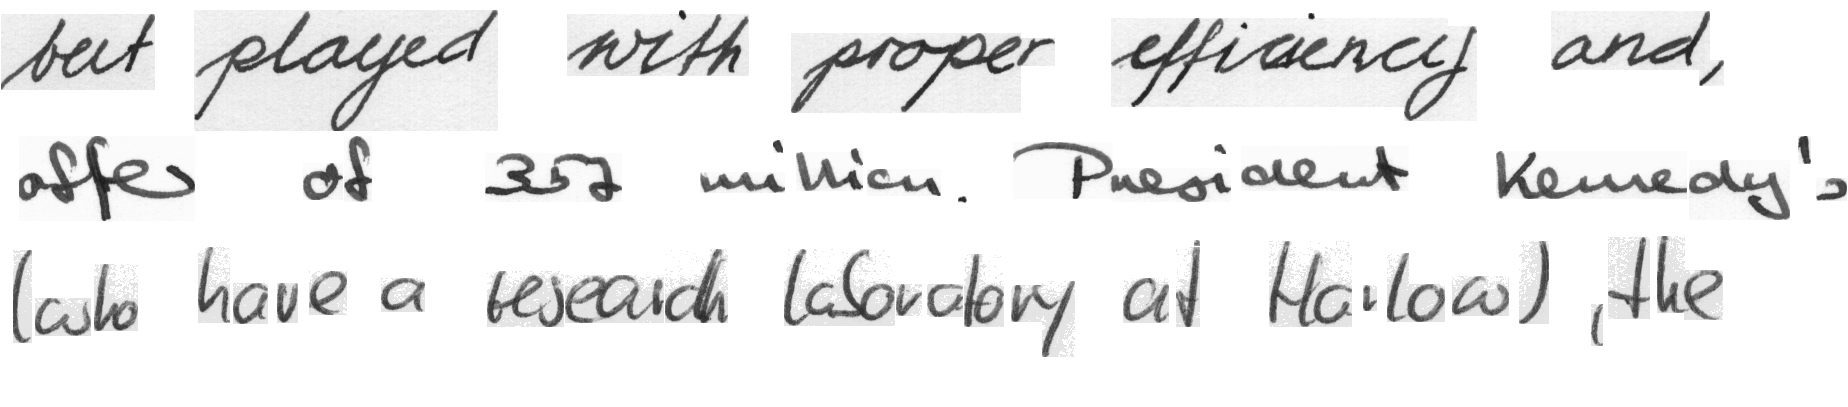 but played with proper efficiency and,
offer of 357 million. President Kennedy's
(who have a research laboratory at Harlow), the